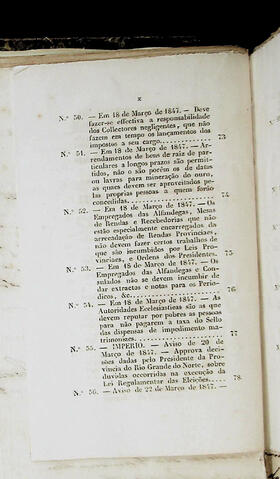 x
N.º 50. — Em 18 de Março de 1847. — Deve
fazer-se effectiva a responsabilidade
dos Collectores negligentes, que não
fazem em tempo os lançamentos dos
impostos a seu cargo................ 73
N.º 51. — Em 18 de Março de 1847. — Ar-
rendamentos de bens de raiz de par-
ticulares a longos prazos são permit-
tidos, não o são porém os de datas
ou lavras para mineração do ouro,
as quaes devem ser aproveitados pe-
las proprias pessoas a quem forão
concedidas........................ 74
N.º 52. — Em 18 de Março de 1847. — Os
Empregados das Alfandegas, Mesas
de Rendas e Recebedorias que não
estão especialmente encarregados da
arrecadação de Rendas Provinciaes,
não devem fazer certos trabalhos de
que são incumbidos por Leis Pro-
vinciaes, e Ordens dos Presidentes. 75
N.º 53. — Em 18 de Março de 1847. — Os
Empregados das Alfandegas e Con-
sulados não se devem incumbir de
dar extractos e notas para os Perio-
dicos, &c......................... 76
N.º 54. — Em 18 de Março de 1847. — As
Autoridades Ecclesiasticas são as que
devem reputar por pobres as pessoas
para não pagarem a taxa do Sello
das dispensas de impedimento ma-
trimoniaes........................ 77
N.º 55. — IMPERIO. — Aviso de 20 de
Março de 1847. — Approva deci-
sões dadas pelo Presidente da Pro-
vincia do Rio Grande do Norte, sobre
duvidas occorridas na execução da
Lei Regulamentar das Eleições..... 78
N.º 56. — Aviso de 22 de Março de 1847. —